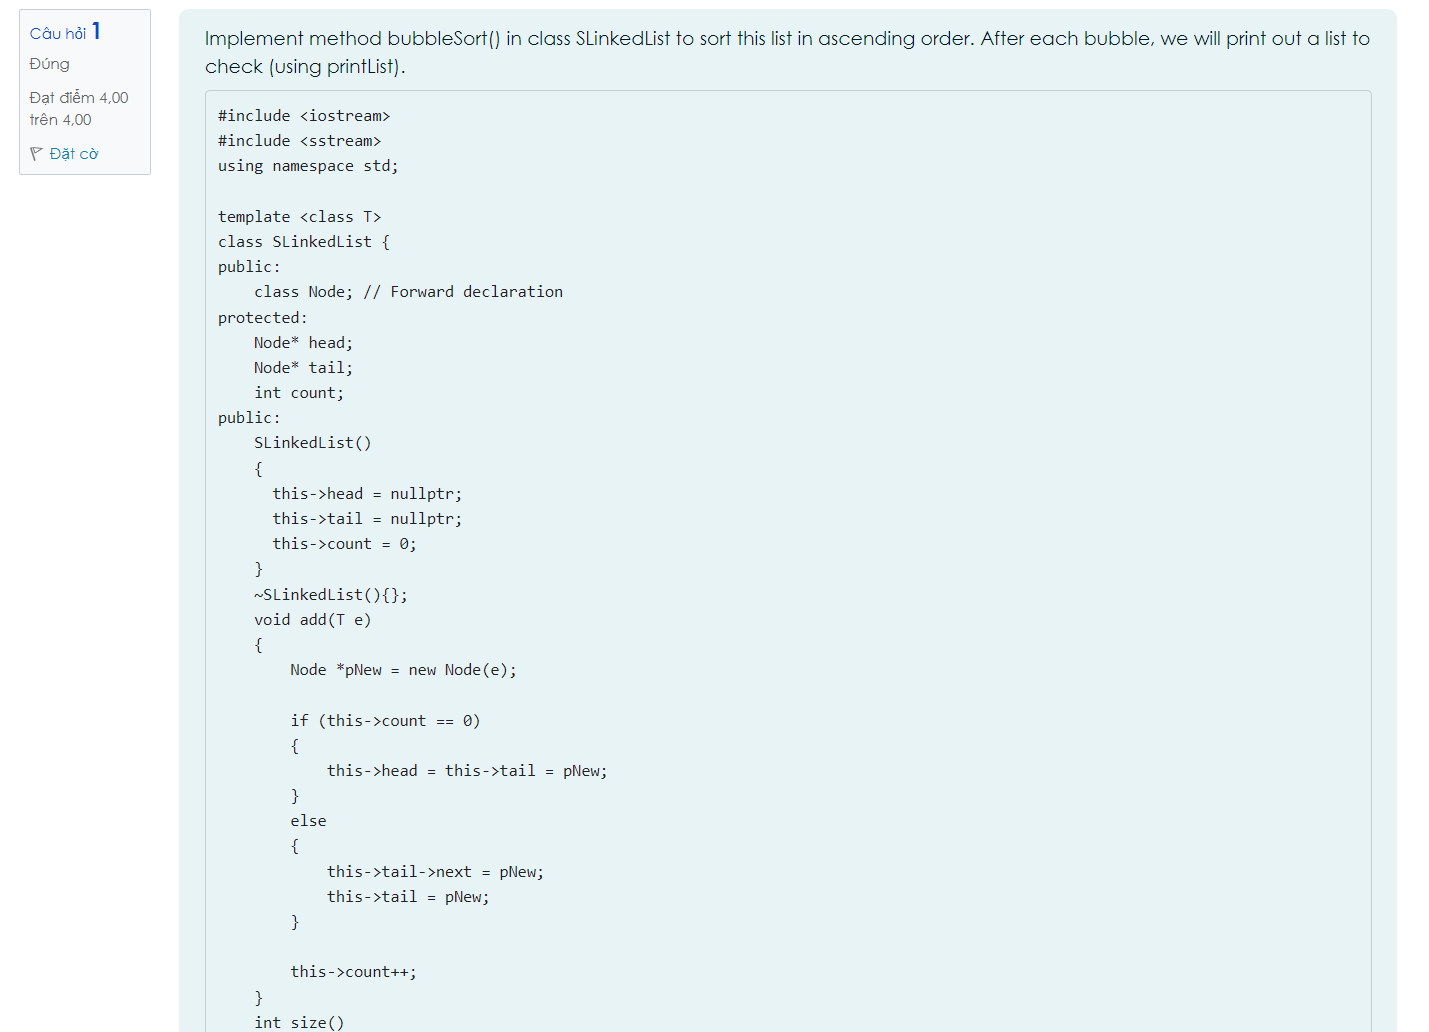 Câu hỏi 1
Đúng
Đạt điểm 4,00
trên 4,00
Đặt cờ
Implement method bubbleSort() in class SLinkedList to sort this list in ascending order. After each bubble, we will print out a list to
check (using printList).
#include <iostream>
#include <sstream>
using namespace std;
template <class T>
class SLinkedList {
public:
    class Node; // Forward declaration
protected:
    Node* head;
    Node* tail;
    int count;
public:
    SLinkedList()
    {
      this->head = nullptr;
      this->tail = nullptr;
      this->count = 0;
    }
    ~SLinkedList(){};
    void add(T e)
    {
        Node *pNew = new Node(e);
        if (this->count == 0)
        {
            this->head = this->tail = pNew;
        }
        else
        {
            this->tail->next = pNew;
            this->tail = pNew;
        }
        this->count++;
    }
    int size()